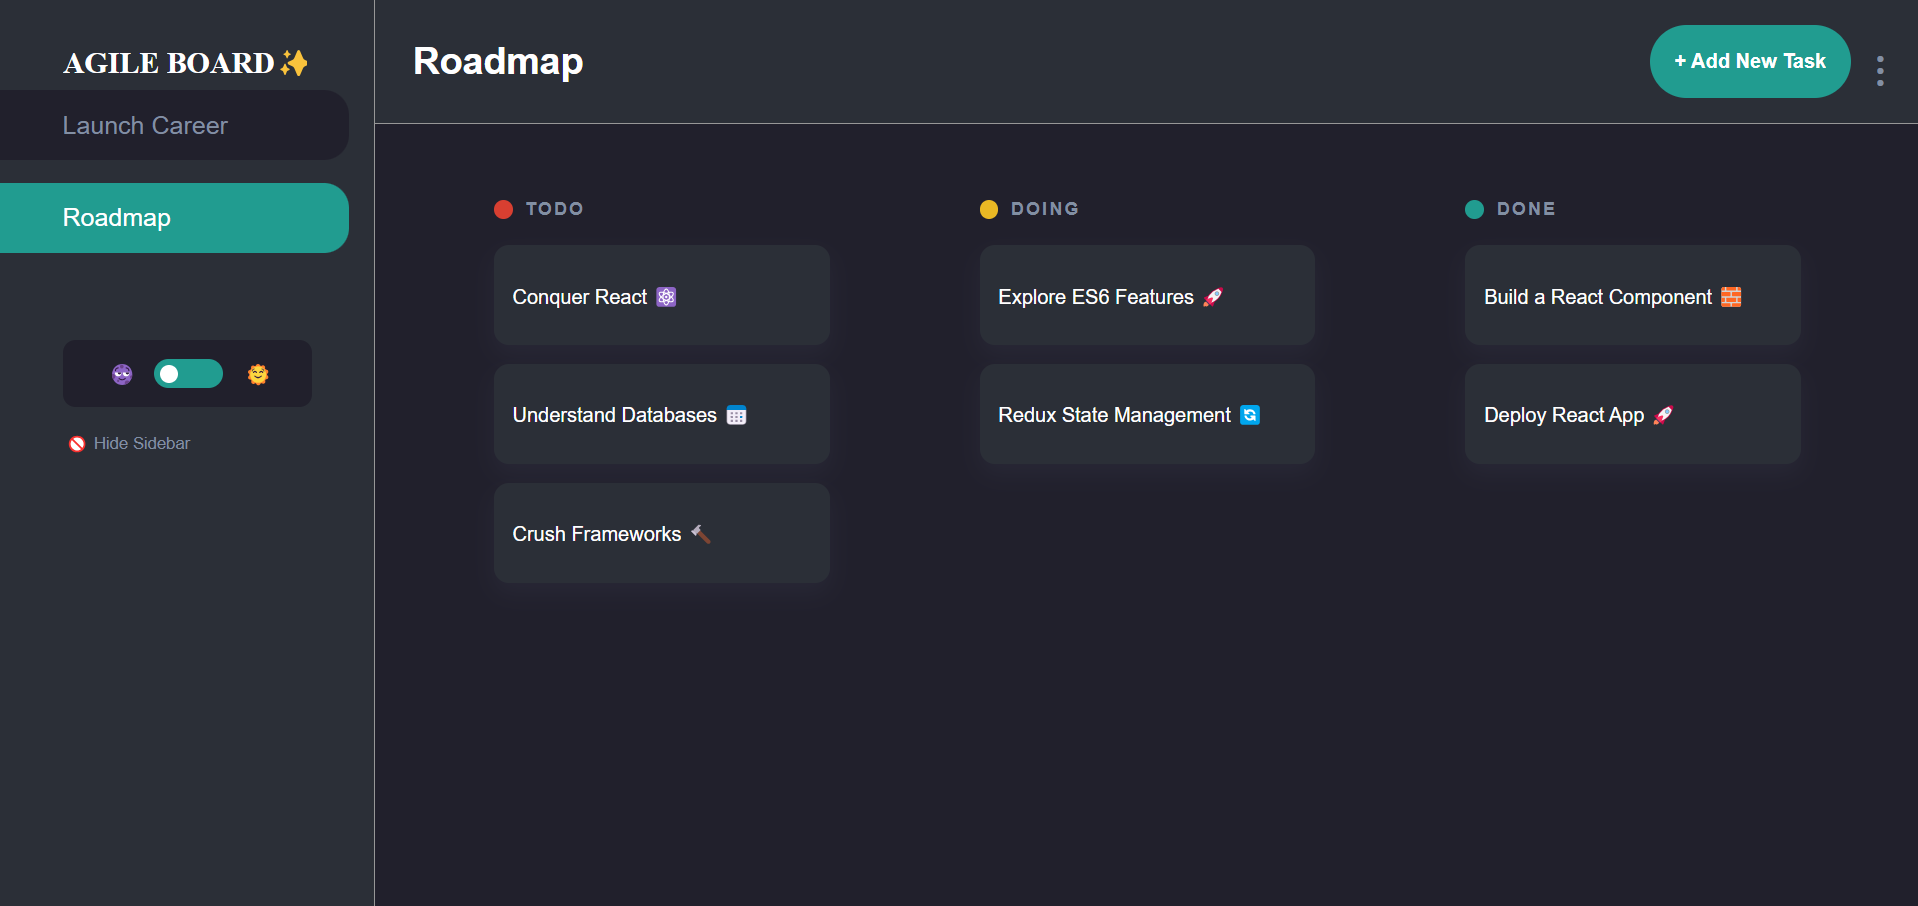 AGILE BOARD✨
Launch Career
Roadmap
Hide Sidebar
Roadmap
+ Add New Task
TODO
Conquer React ⚛️
Understand Databases 🗓️
Crush Frameworks 🔨
DOING
Explore ES6 Features 🚀
Redux State Management 🔄
DONE
Build a React Component 🧱
Deploy React App 🚀